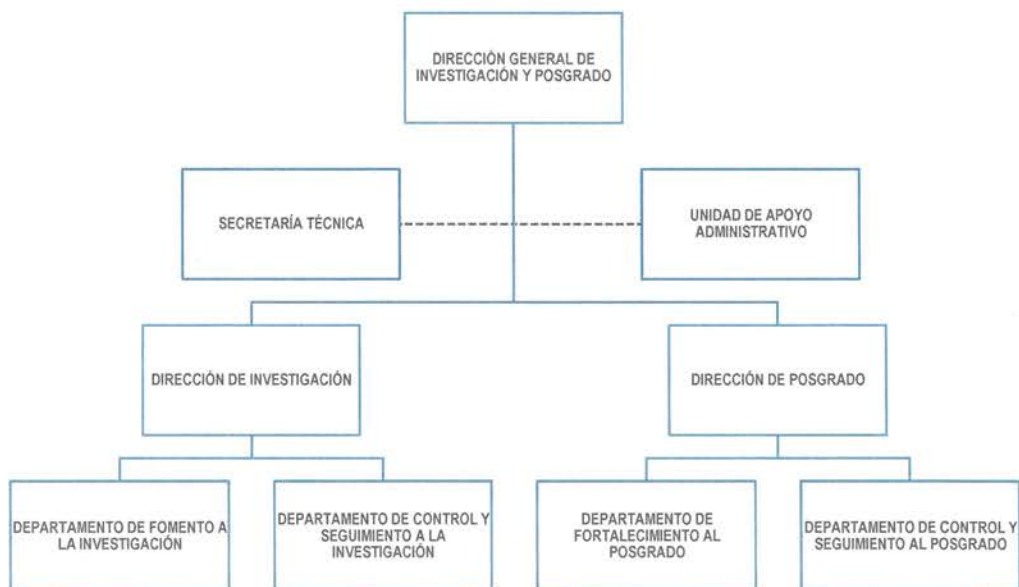 DIRECCIÓN GENERAL DE
INVESTIGACIÓN Y POSGRADO
SECRETARÍA TÉCNICA
UNIDAD DE APOYO
ADMINISTRATIVO
DIRECCIÓN DE INVESTIGACIÓN
DIRECCIÓN DE POSGRADO
DEPARTAMENTO DE FOMENTO A
LA INVESTIGACIÓN
DEPARTAMENTO DE CONTROL Y
SEGUIMIENTO A LA
INVESTIGACIÓN
DEPARTAMENTO DE
FORTALECIMIENTO AL
POSGRADO
DEPARTAMENTO DE CONTROL Y
SEGUIMIENTO AL POSGRADO